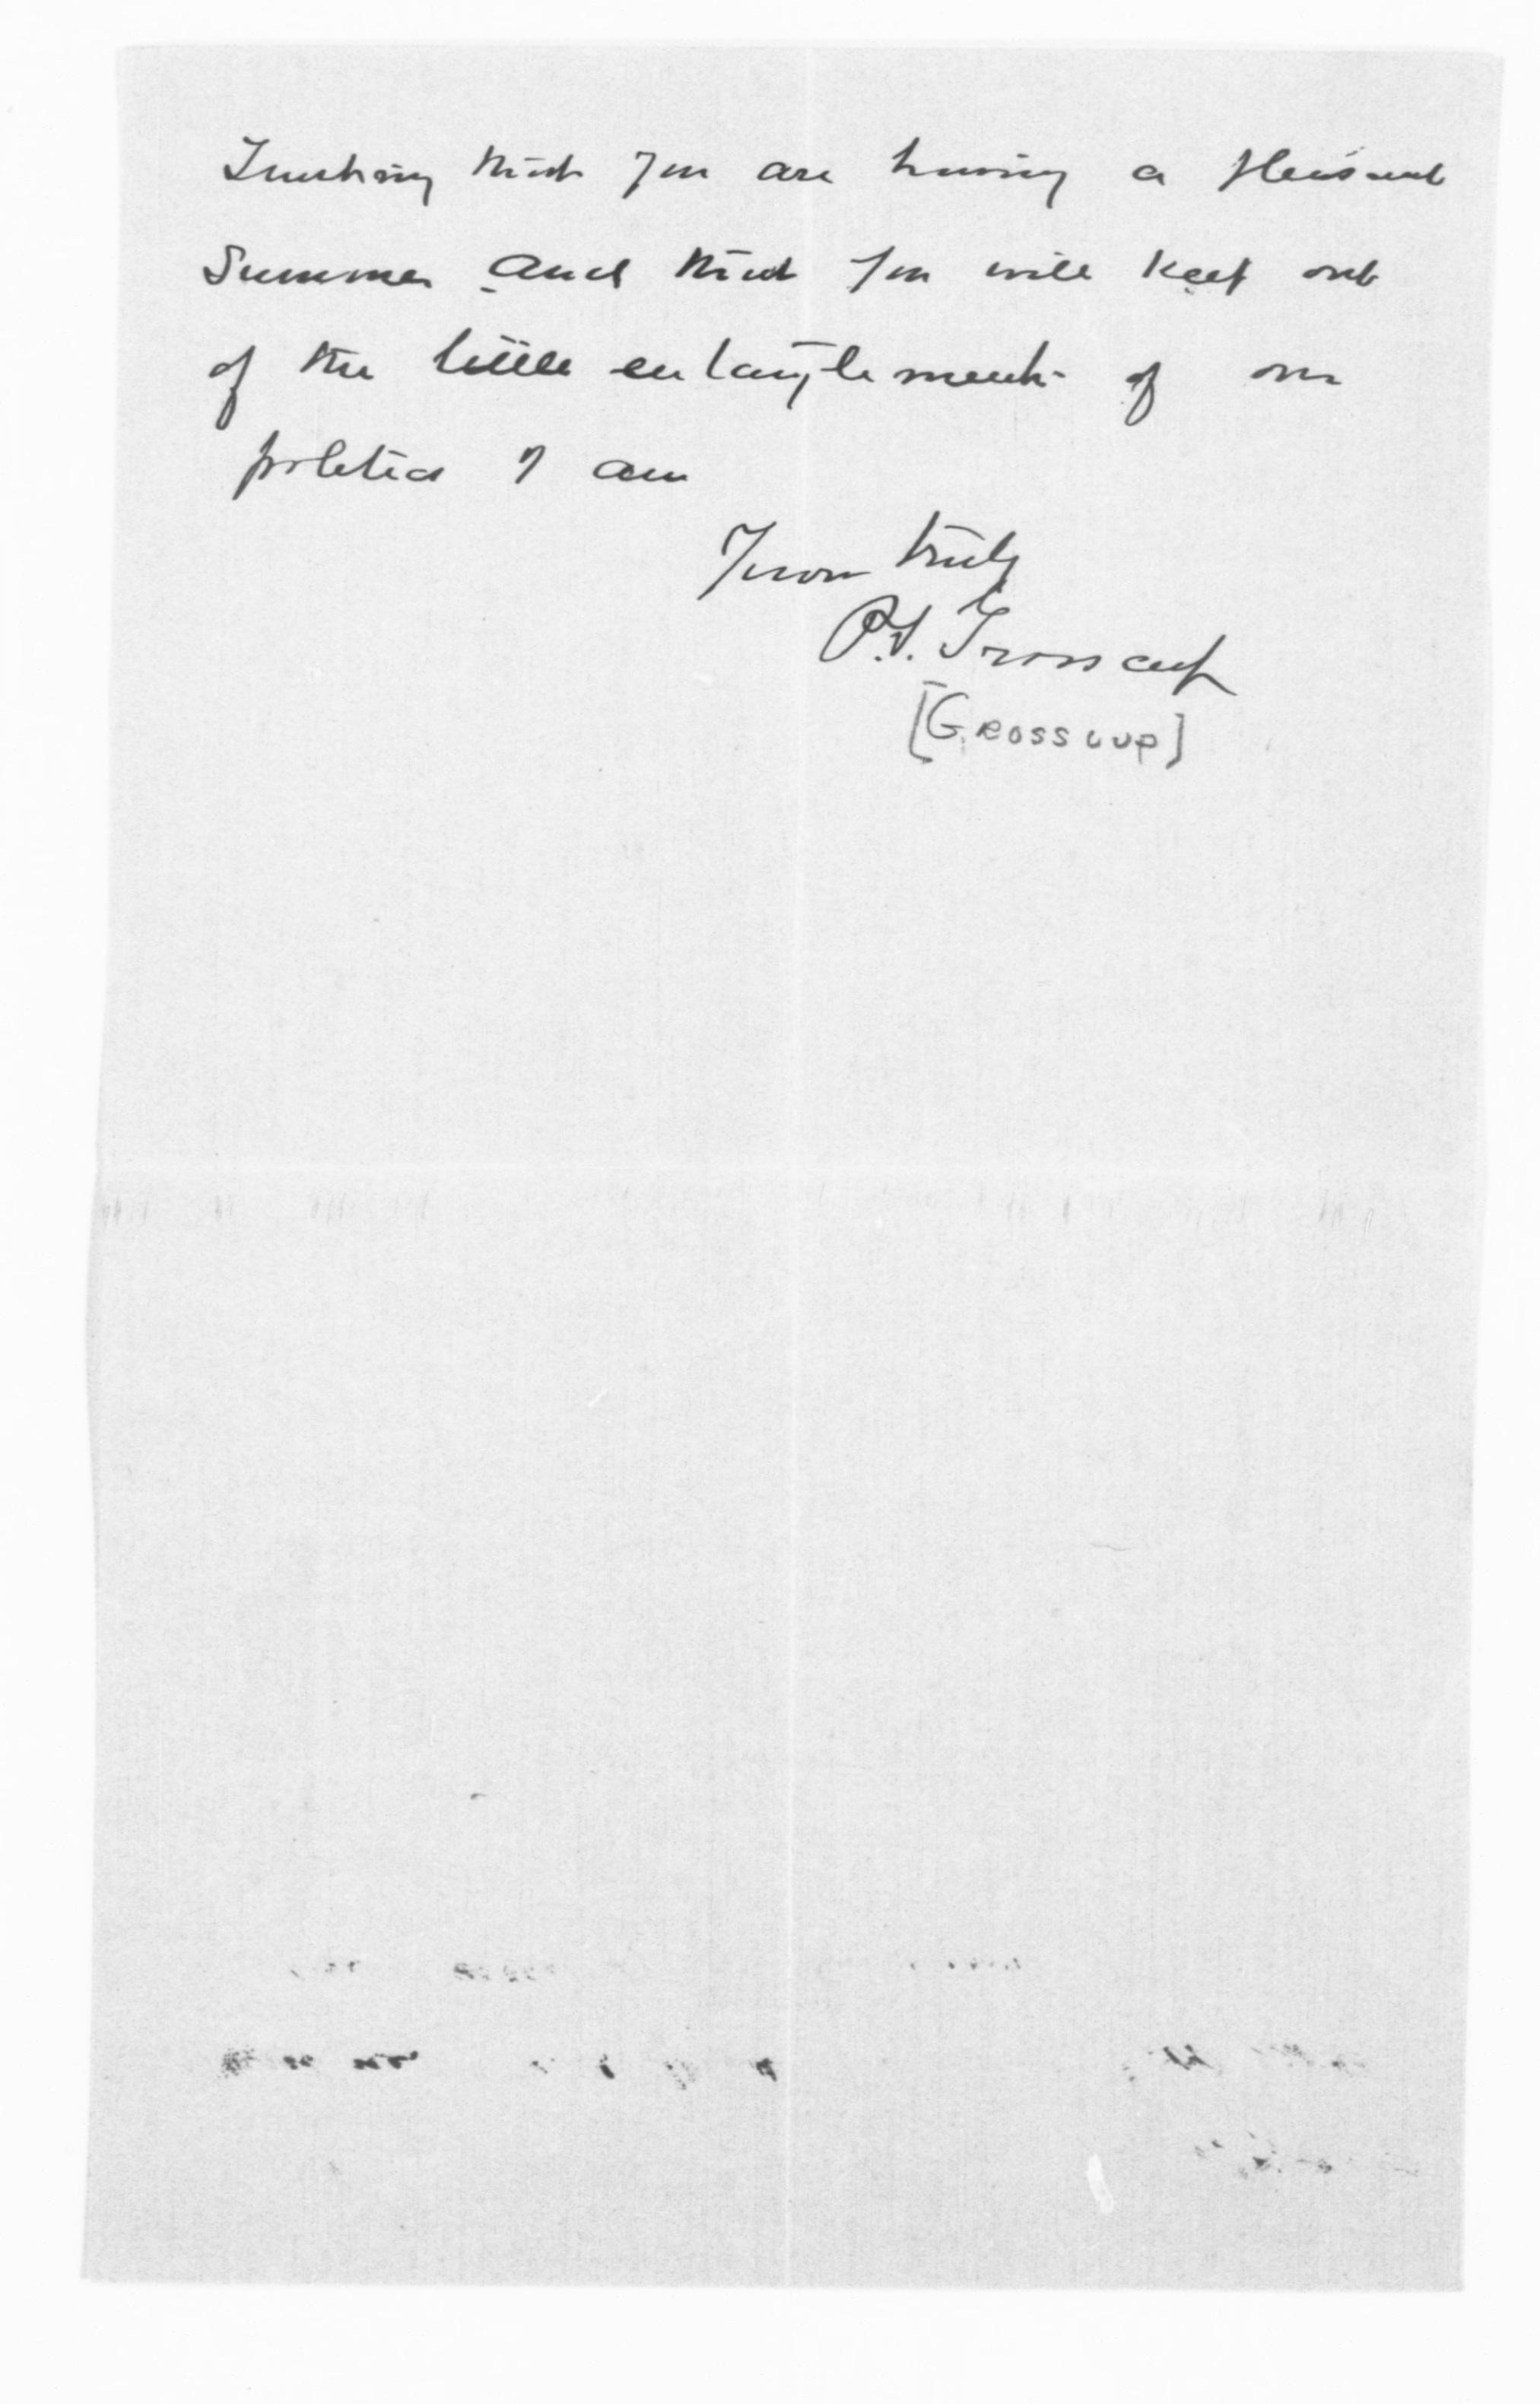 Trusting that you are having a pleasant
Summer and that you will keep out
of the little entanglements of our
politics I am
Yours truly
P.S. Grosscup
[GROSSCUP]